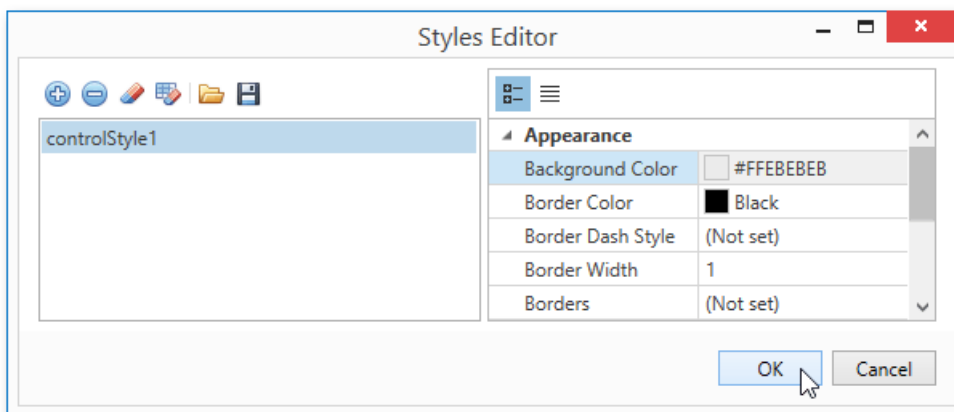 Styles Editor
controlStyle1
Appearance
Background Color #FFEBEBEB
Border Color Black
Border Dash Style (Not set)
Border Width 1
Borders (Not set)
OK Cancel